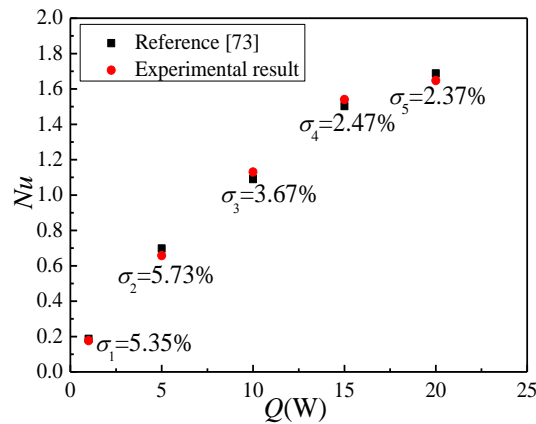 2.0
1.8
1.6
1.4
1.2
1.0
0.8
0.6
0.4
0.2
0.0
Nu
Reference [73]
Experimental result
σ5=2.37%
σ4=2.47%
σ3=3.67%
σ2=5.73%
σ1=5.35%
0 5 10 15 20 25
Q(W)